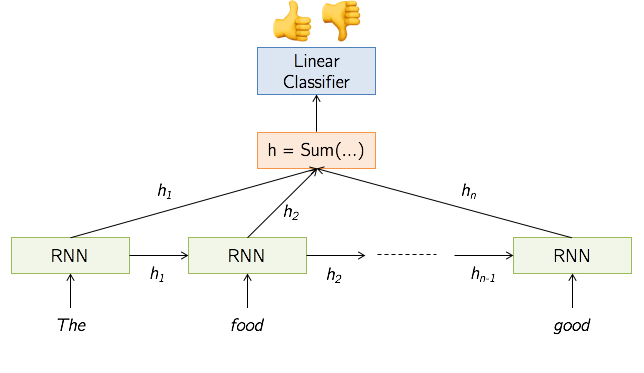 Linear
Classifier
h = Sum(...)
h1
h2
hn
RNN
RNN
RNN
h1
h2
hn-1
The
food
good